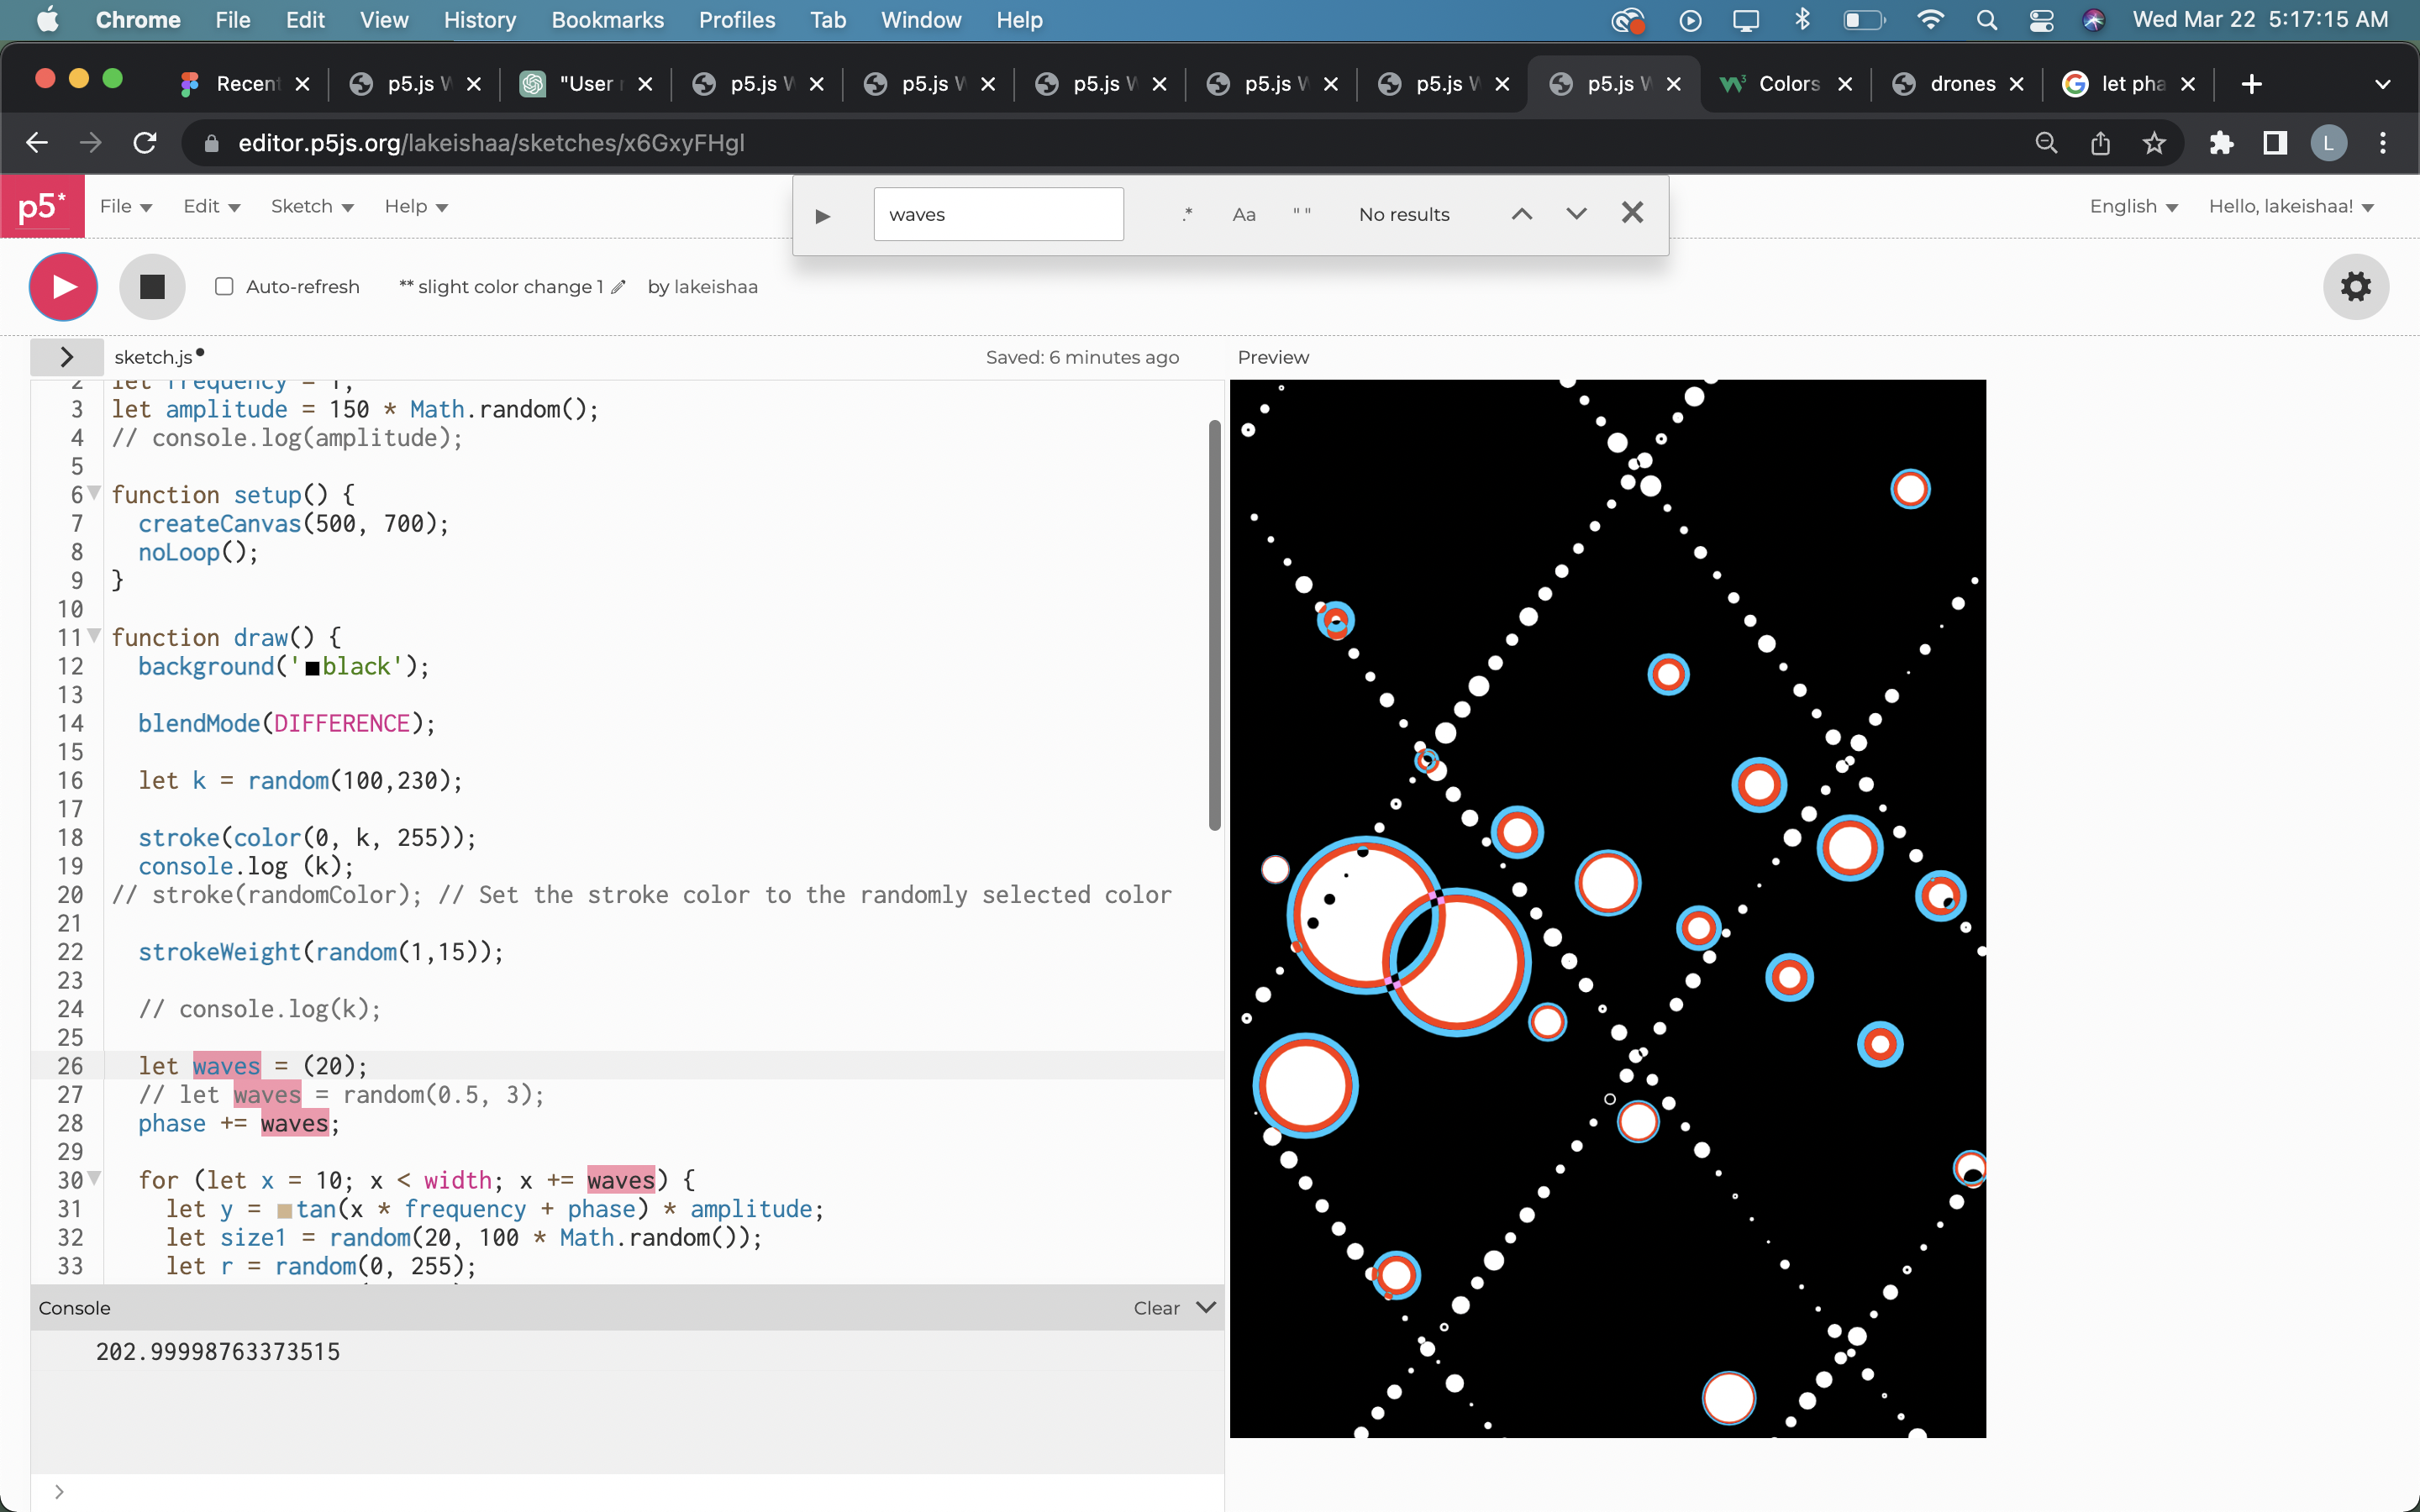 Chrome File Edit View History Bookmarks Profiles Tab Window Help Wed Mar 22 5:17:15 AM
Recent p5.js W "User r p5.js W p5.js W p5.js W p5.js W p5.js W p5.js W Colors drones let pha
editor.p5js.org/lakeishaa/sketches/x6GxyFHgl L
p5* File Edit Sketch Help waves .* Aa " " No results English Hello, lakeishaa!
Auto-refresh ** slight color change 1 by lakeishaa
sketch.js Saved: 6 minutes ago Preview
2 let frequency = 1;
3 let amplitude = 150 * Math.random();
4 // console.log(amplitude);
5
6 function setup() {
7 createCanvas(500, 700);
8 noLoop();
9 }
10
11 function draw() {
12 background('black');
13
14 blendMode(DIFFERENCE);
15
16 let k = random(100,230);
17
18 stroke(color(0, k, 255));
19 console.log (k);
20 // stroke(randomColor); // Set the stroke color to the randomly selected color
21
22 strokeWeight(random(1,15));
23
24 // console.log(k);
25
26 let waves = (20);
27 // let waves = random(0.5, 3);
28 phase += waves;
29
30 for (let x = 10; x < width; x += waves) {
31 let y = tan(x * frequency + phase) * amplitude;
32 let size1 = random(20, 100 * Math.random());
33 let r = random(0, 255);
Console Clear
202.99998763373515